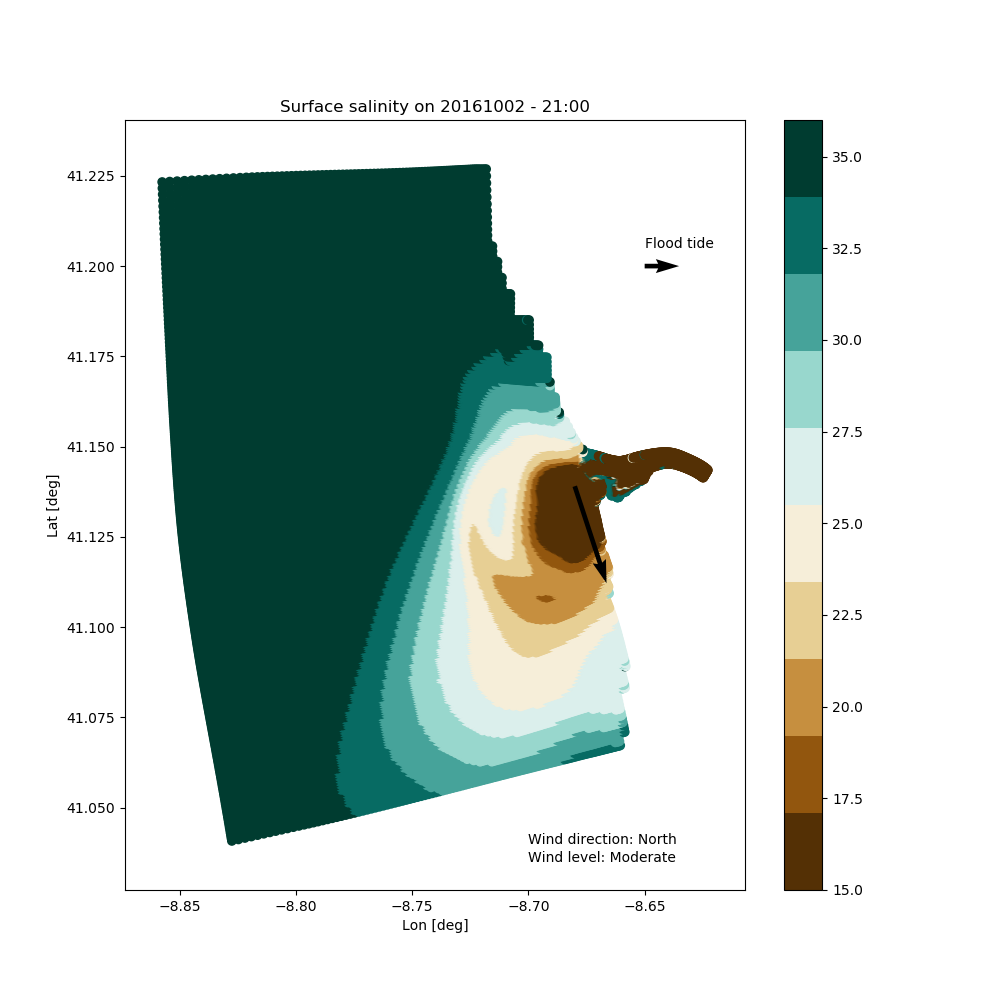 Surface salinity on 20161002 - 21:00
Flood tide
Wind direction: North
Wind level: Moderate
Lat [deg]
41.225
41.200
41.175
41.150
41.125
41.100
41.075
41.050
−8.85 −8.80 −8.75 −8.70 −8.65
Lon [deg]
35.0
32.5
30.0
27.5
25.0
22.5
20.0
17.5
15.0